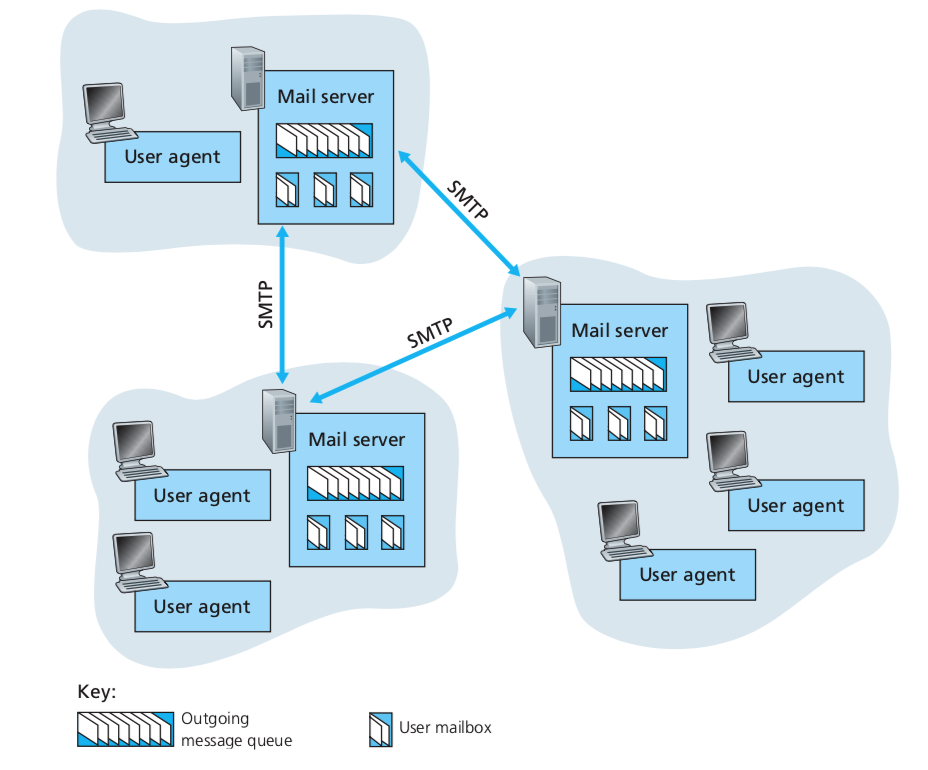 Mail server
User agent
SMTP
SMTP
SMTP
Mail server
User agent
User agent
User agent
Mail server
User agent
User agent
Key:
Outgoing
message queue
User mailbox